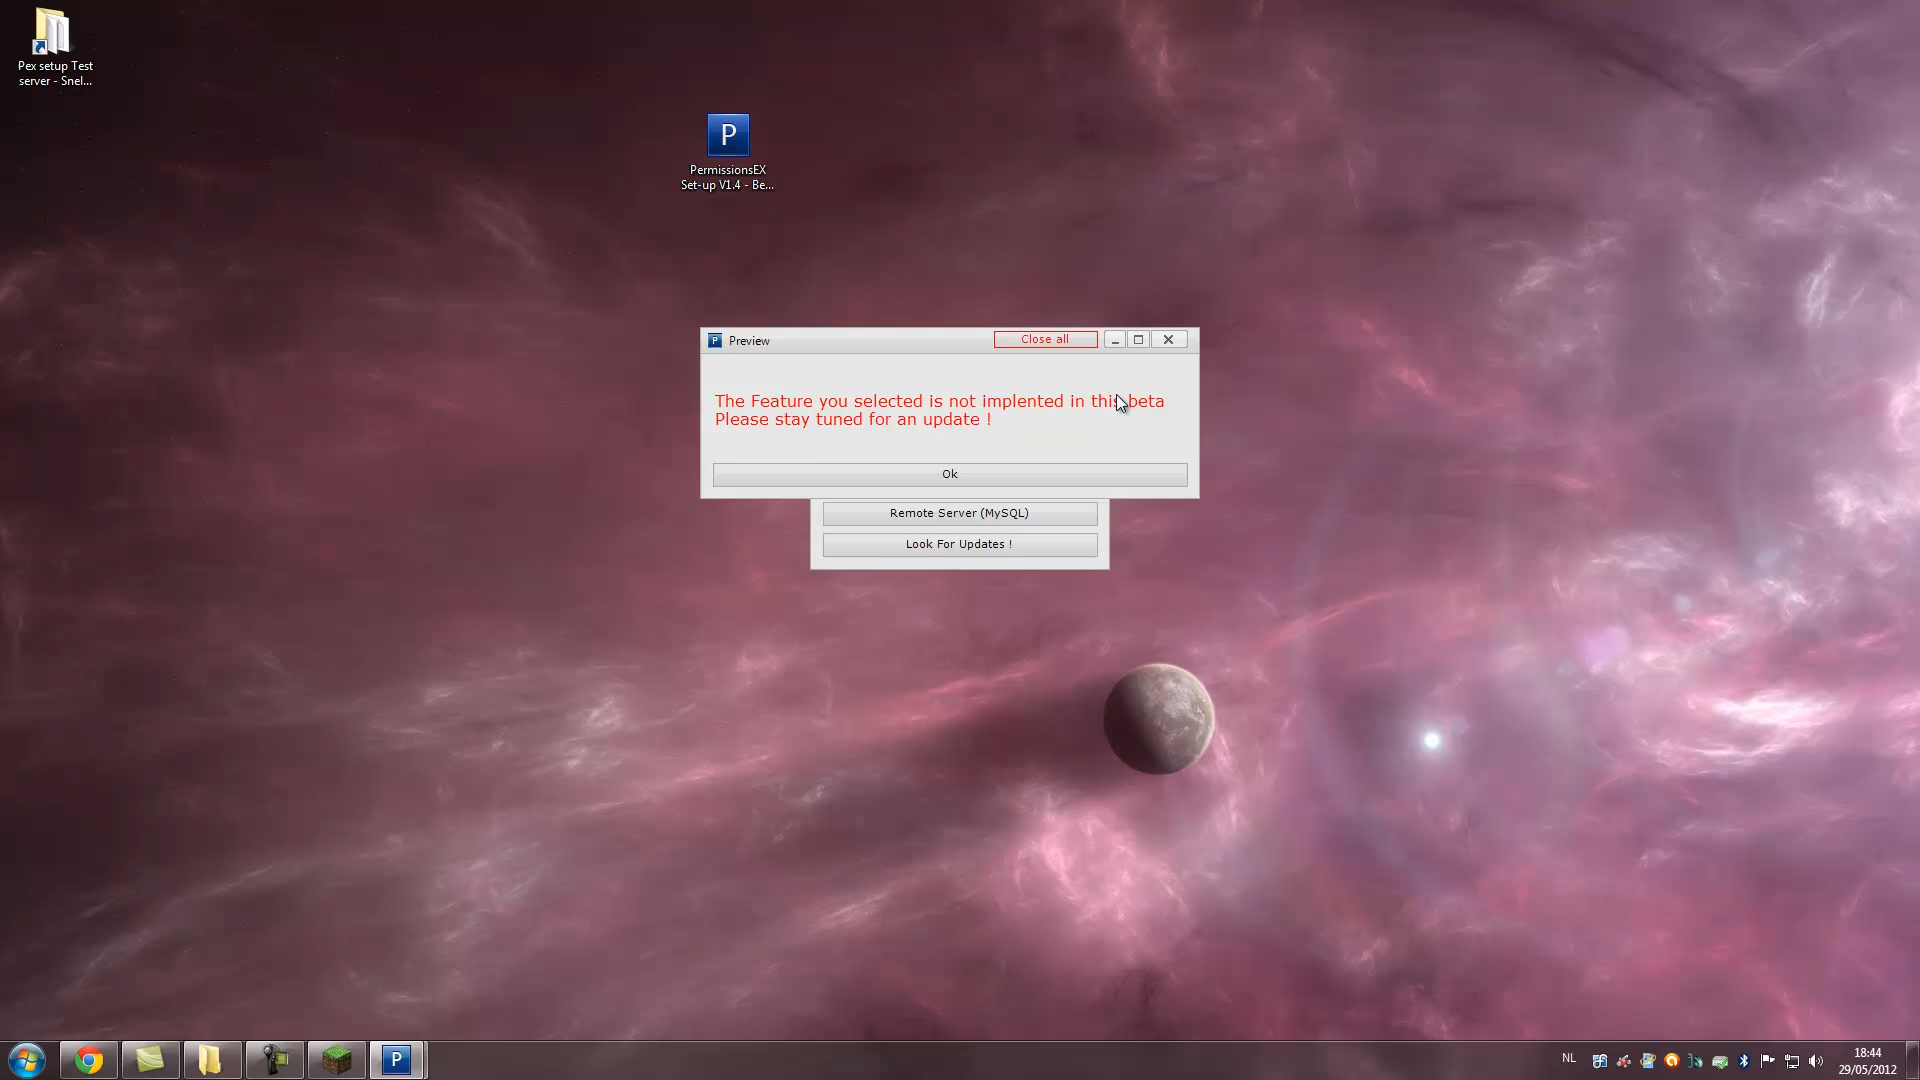 Pex setup Test
server - Snel...
P
PermissionsEX
Set-up V1.4 - Be...
P Preview
Close all
The Feature you selected is not implented in this beta
Please stay tuned for an update !
Ok
Remote Server (MySQL)
Look For Updates !
P
NL
18:44
29/05/2012